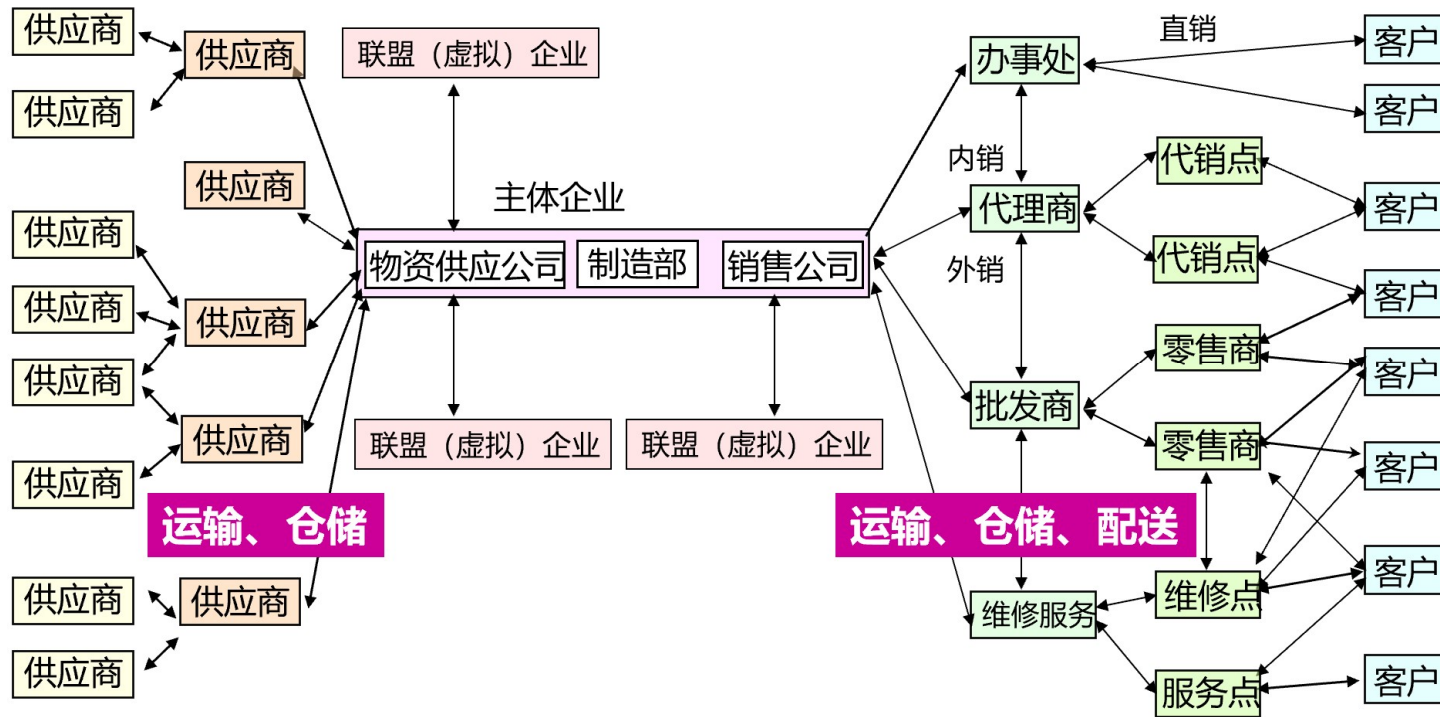 供应商
供应商
供应商
供应商
供应商
供应商
供应商
供应商
供应商
供应商
供应商
供应商
供应商
运输、仓储
联盟（虚拟）企业
主体企业
物资供应公司
制造部
销售公司
联盟（虚拟）企业
联盟（虚拟）企业
运输、仓储、配送
办事处
直销
内销
代理商
外销
批发商
维修服务
代销点
代销点
零售商
零售商
维修点
服务点
客户
客户
客户
客户
客户
客户
客户
客户